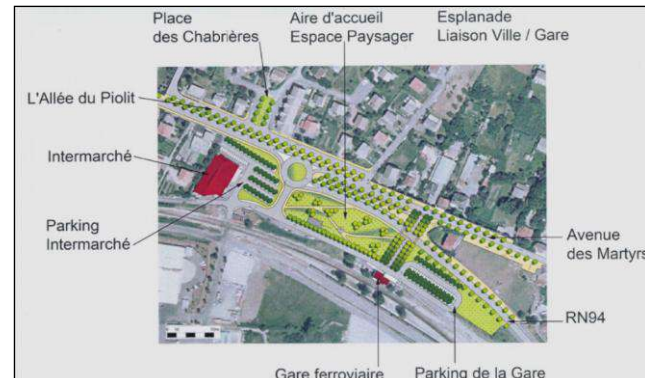 Place
des Chabrières
Aire d'accueil
Espace Paysager
Esplanade
Liaison Ville / Gare
L'Allée du Piolit
Intermarché
Parking
Intermarché
Avenue
des Martyrs
RN94
Gare ferroviaire
Parking de la Gare